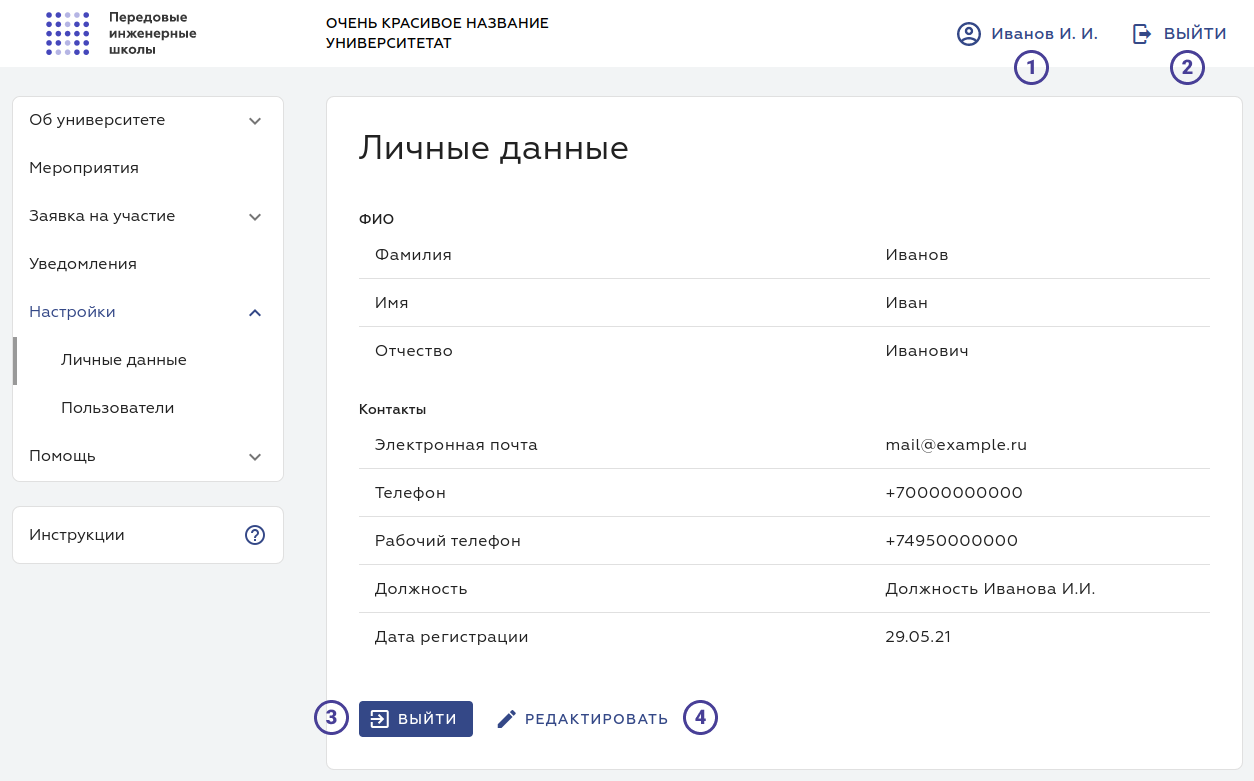 Передовые
инженерные
школы
ОЧЕНЬ КРАСИВОЕ НАЗВАНИЕ
УНИВЕРСИТЕТАТ
Иванов И. И.
ВЫЙТИ
1
2
Об университете
Мероприятия
Заявка на участие
Уведомления
Настройки
Личные данные
Пользователи
Помощь
Инструкции
?
Личные данные
ФИО
Фамилия Иванов
Имя Иван
Отчество Иванович
Контакты
Электронная почта mail@example.ru
Телефон +70000000000
Рабочий телефон +74950000000
Должность Должность Иванова И.И.
Дата регистрации 29.05.21
3 ВЫЙТИ РЕДАКТИРОВАТЬ 4